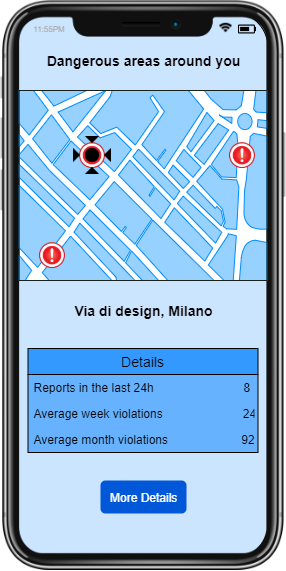 11:55PM
Dangerous areas around you
Via di design, Milano
Details
Reports in the last 24h 8
Average week violations 24
Average month violations 92
More Details